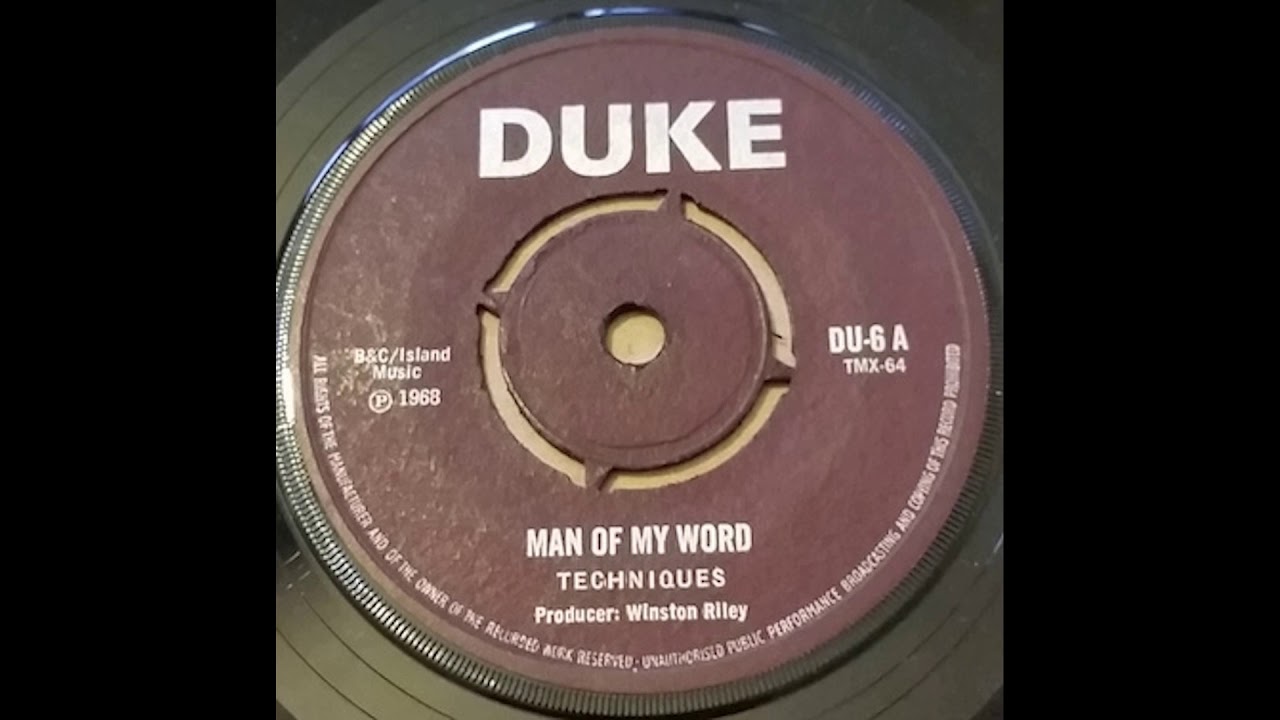 DUKE
B&C/Island
Music
Ⓟ 1968
DU-6 A
TMX-64
MAN OF MY WORD
TECHNIQUES
Producer: Winston Riley
ALL RIGHTS OF THE MANUFACTURER AND OF THE OWNER OF THE RECORDED WORK RESERVED - UNAUTHORISED PUBLIC PERFORMANCE BROADCASTING AND COPYING OF THIS RECORD PROHIBITED